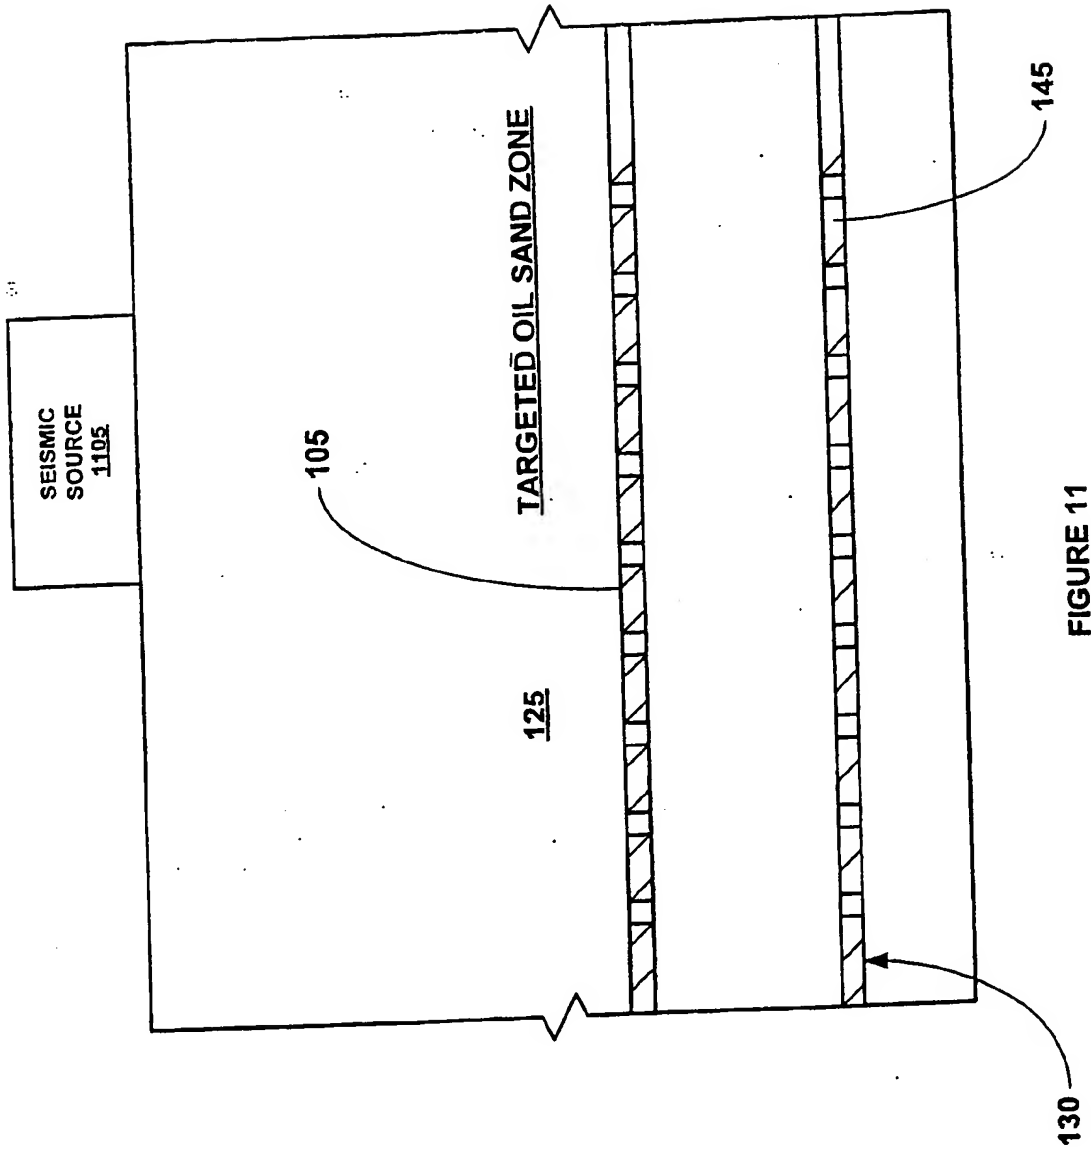 SEISMIC
SOURCE
1105
TARGETED OIL SAND ZONE
105
125
145
130
FIGURE 11